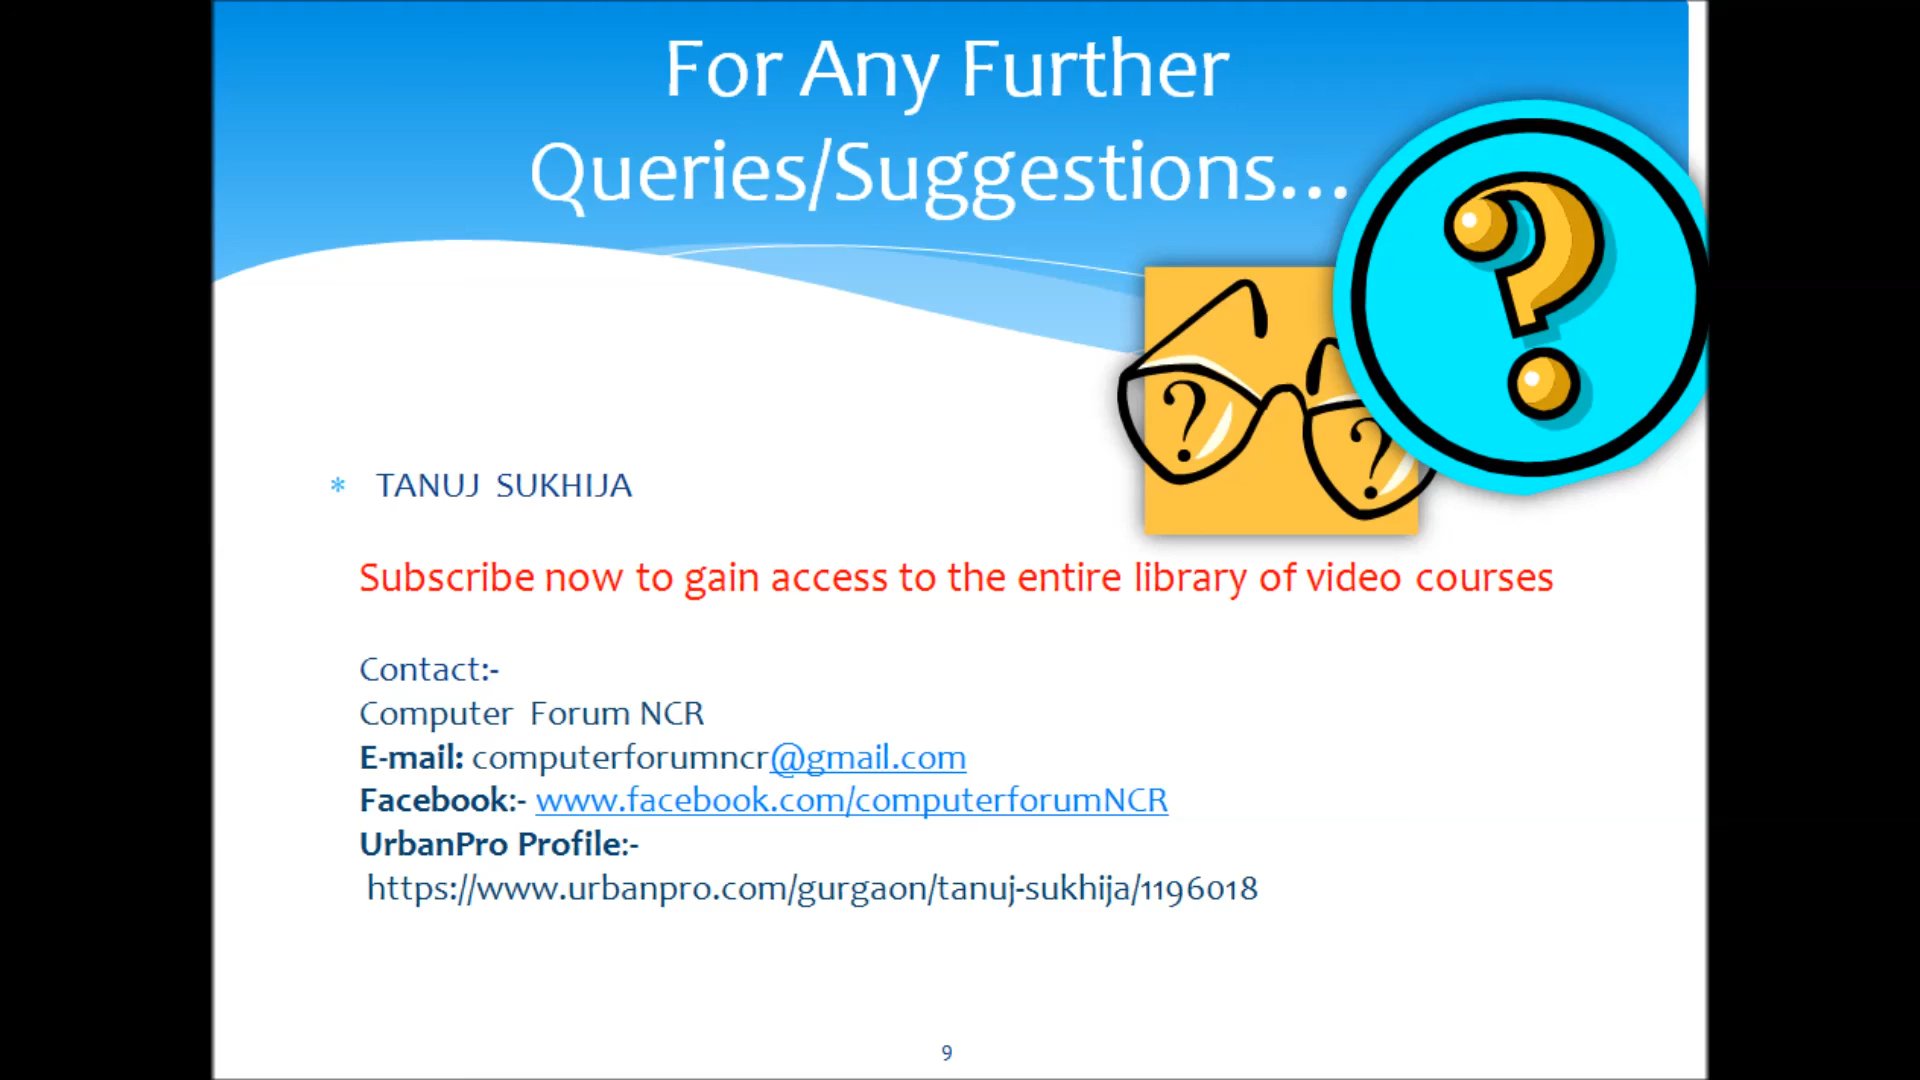 For Any Further
Queries/Suggestions...
? ?
?
* TANUJ SUKHIJA
Subscribe now to gain access to the entire library of video courses
Contact:-
Computer Forum NCR
E-mail: computerforumncr@gmail.com
Facebook:- www.facebook.com/computerforumNCR
UrbanPro Profile:-
https://www.urbanpro.com/gurgaon/tanuj-sukhija/1196018
9